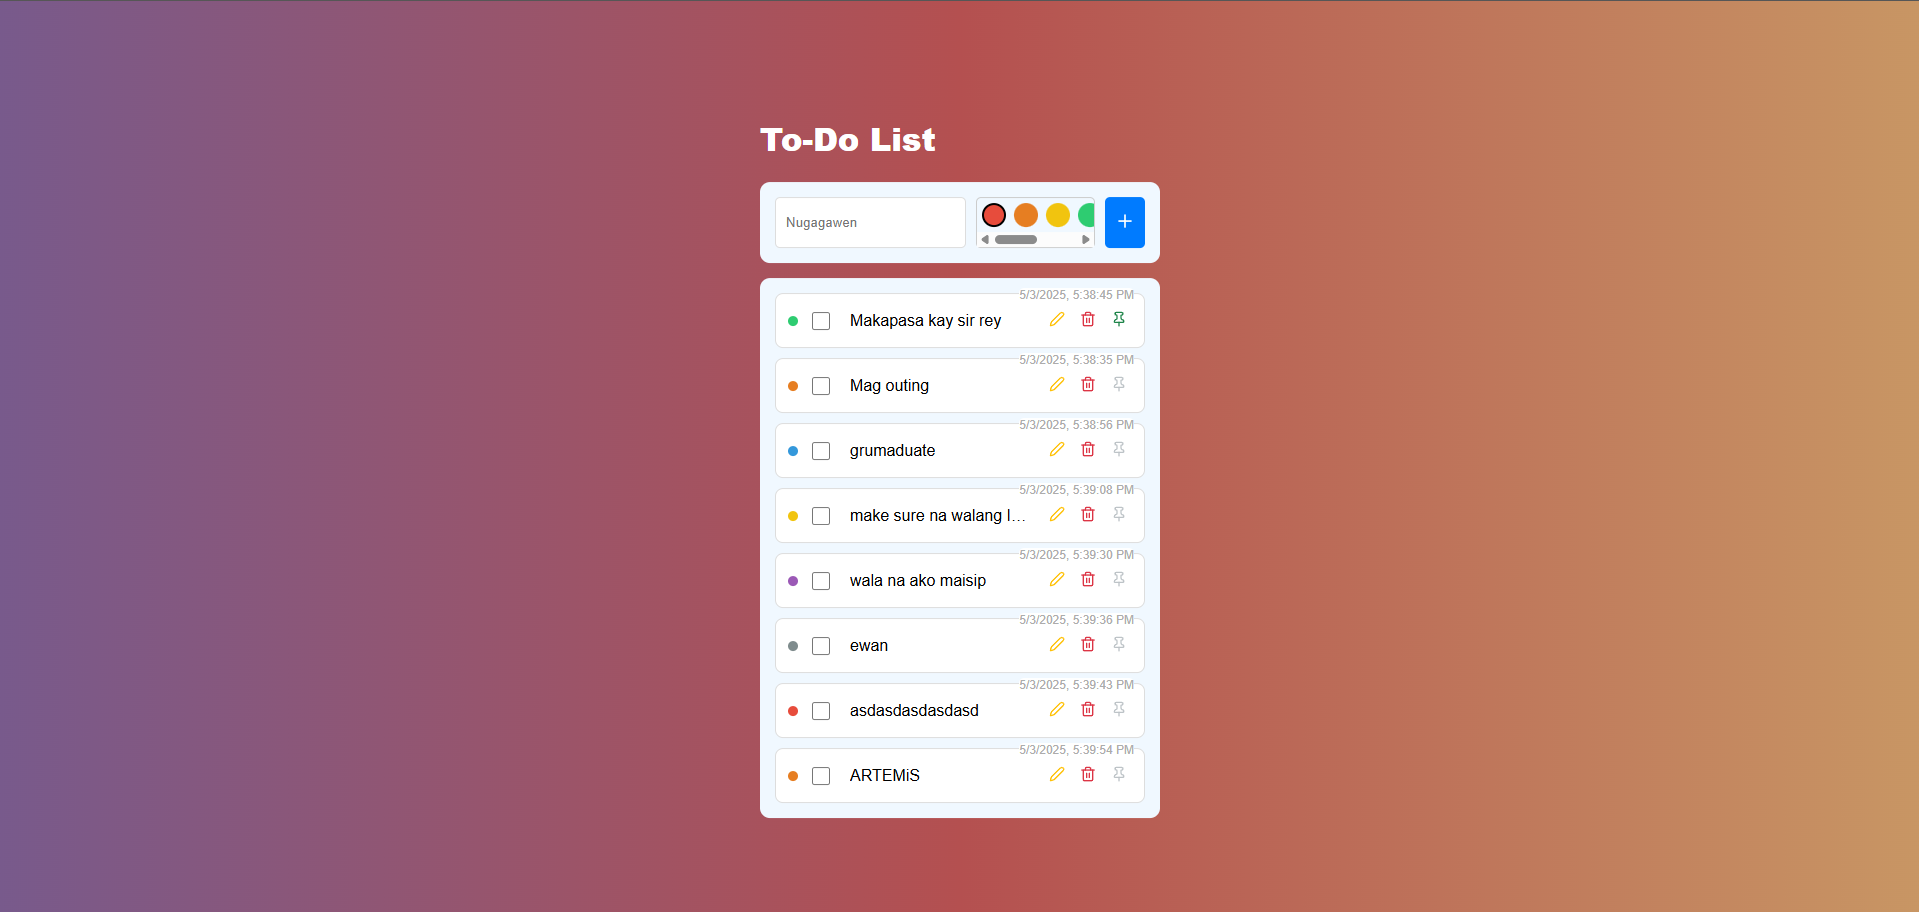 To-Do List
Nugagawen
5/3/2025, 5:38:45 PM
Makapasa kay sir rey
5/3/2025, 5:38:35 PM
Mag outing
5/3/2025, 5:38:56 PM
grumaduate
5/3/2025, 5:39:08 PM
make sure na walang l...
5/3/2025, 5:39:30 PM
wala na ako maisip
5/3/2025, 5:39:36 PM
ewan
5/3/2025, 5:39:43 PM
asdasdasdasdasd
5/3/2025, 5:39:54 PM
ARTEMiS